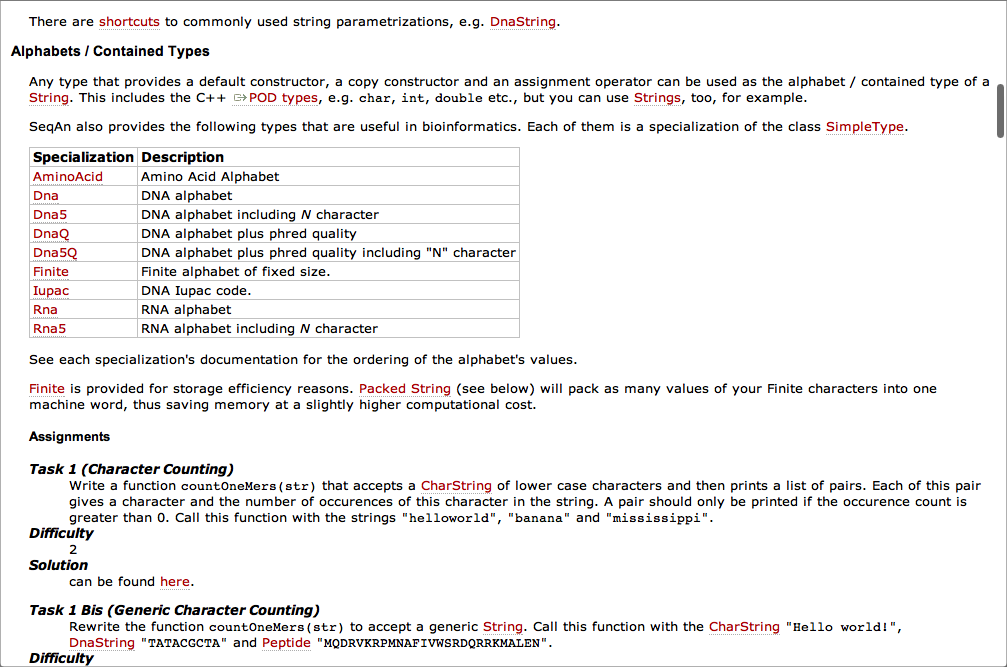 There are shortcuts to commonly used string parametrizations, e.g. DnaString.
Alphabets / Contained Types
Any type that provides a default constructor, a copy constructor and an assignment operator can be used as the alphabet / contained type of a
String. This includes the C++ POD types, e.g. char, int, double etc., but you can use Strings, too, for example.
SeqAn also provides the following types that are useful in bioinformatics. Each of them is a specialization of the class SimpleType.
Specialization Description
AminoAcid Amino Acid Alphabet
Dna DNA alphabet
Dna5 DNA alphabet including N character
DnaQ DNA alphabet plus phred quality
Dna5Q DNA alphabet plus phred quality including "N" character
Finite Finite alphabet of fixed size.
Iupac DNA Iupac code.
Rna RNA alphabet
Rna5 RNA alphabet including N character
See each specialization's documentation for the ordering of the alphabet's values.
Finite is provided for storage efficiency reasons. Packed String (see below) will pack as many values of your Finite characters into one
machine word, thus saving memory at a slightly higher computational cost.
Assignments
Task 1 (Character Counting)
Write a function countOneMers(str) that accepts a CharString of lower case characters and then prints a list of pairs. Each of this pair
gives a character and the number of occurences of this character in the string. A pair should only be printed if the occurence count is
greater than 0. Call this function with the strings "helloworld", "banana" and "mississippi".
Difficulty
2
Solution
can be found here.
Task 1 Bis (Generic Character Counting)
Rewrite the function countOneMers(str) to accept a generic String. Call this function with the CharString "Hello world!",
DnaString "TATACGCTA" and Peptide "MQDRVKRPMNAFIVWSRDQRRKMALEN".
Difficulty